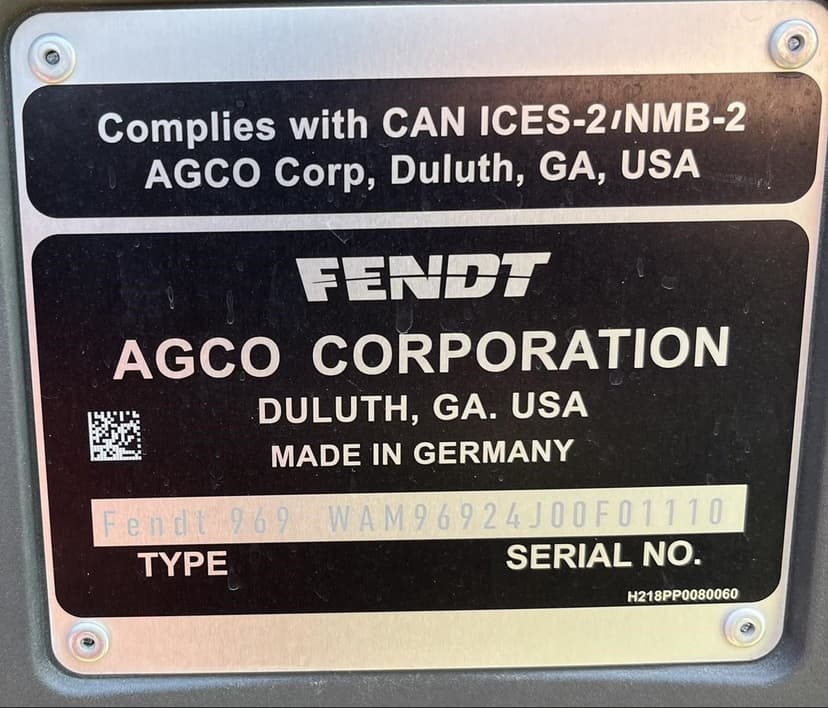 Complies with CAN ICES-2/NMB-2
AGCO Corp, Duluth, GA, USA
FENDT
AGCO CORPORATION
DULUTH, GA. USA
MADE IN GERMANY
Fendt 969 WAM96924J00F01110
TYPE SERIAL NO.
H218PP0080060